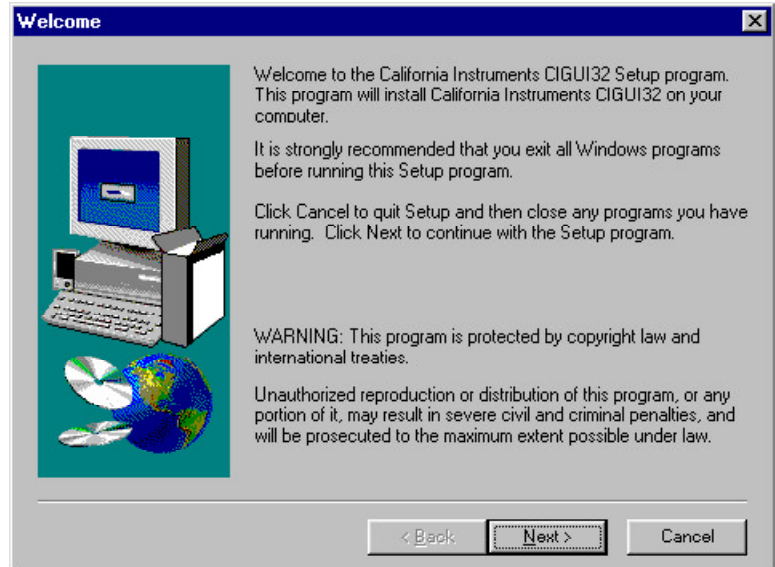 Welcome
Welcome to the California Instruments CIGUI32 Setup program.
This program will install California Instruments CIGUI32 on your
computer.
It is strongly recommended that you exit all Windows programs
before running this Setup program.
Click Cancel to quit Setup and then close any programs you have
running. Click Next to continue with the Setup program.
WARNING: This program is protected by copyright law and
international treaties.
Unauthorized reproduction or distribution of this program, or any
portion of it, may result in severe civil and criminal penalties, and
will be prosecuted to the maximum extent possible under law.
< Back Next > Cancel